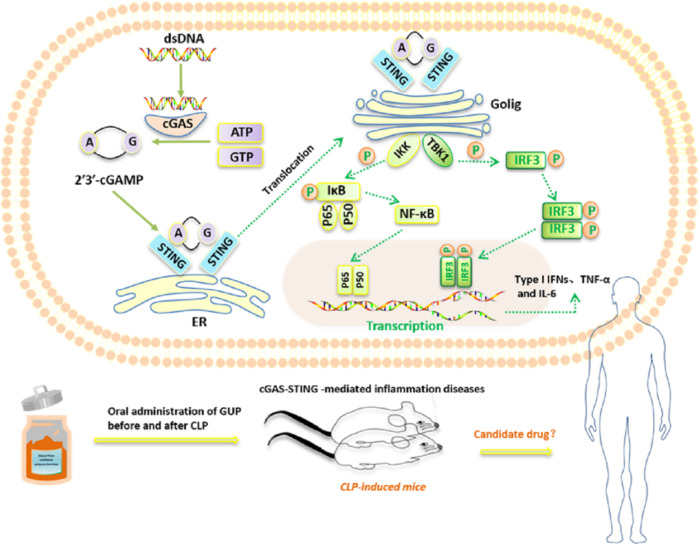 dsDNA
cGAS
ATP
GTP
A
G
2'3'-cGAMP
A
G
STING
STING
ER
Translocation
A
G
STING
STING
Golig
IKK
TBK1
P
P
IRF3
P
P
IκB
P65
P50
NF-κB
IRF3
P
IRF3
P
P65
P50
P
P
IRF3
IRF3
Transcription
Type I IFNs、TNF-α
and IL-6
cGAS-STING -mediated inflammation diseases
Oral administration of GUP
before and after CLP
Candidate drug?
CLP-induced mice